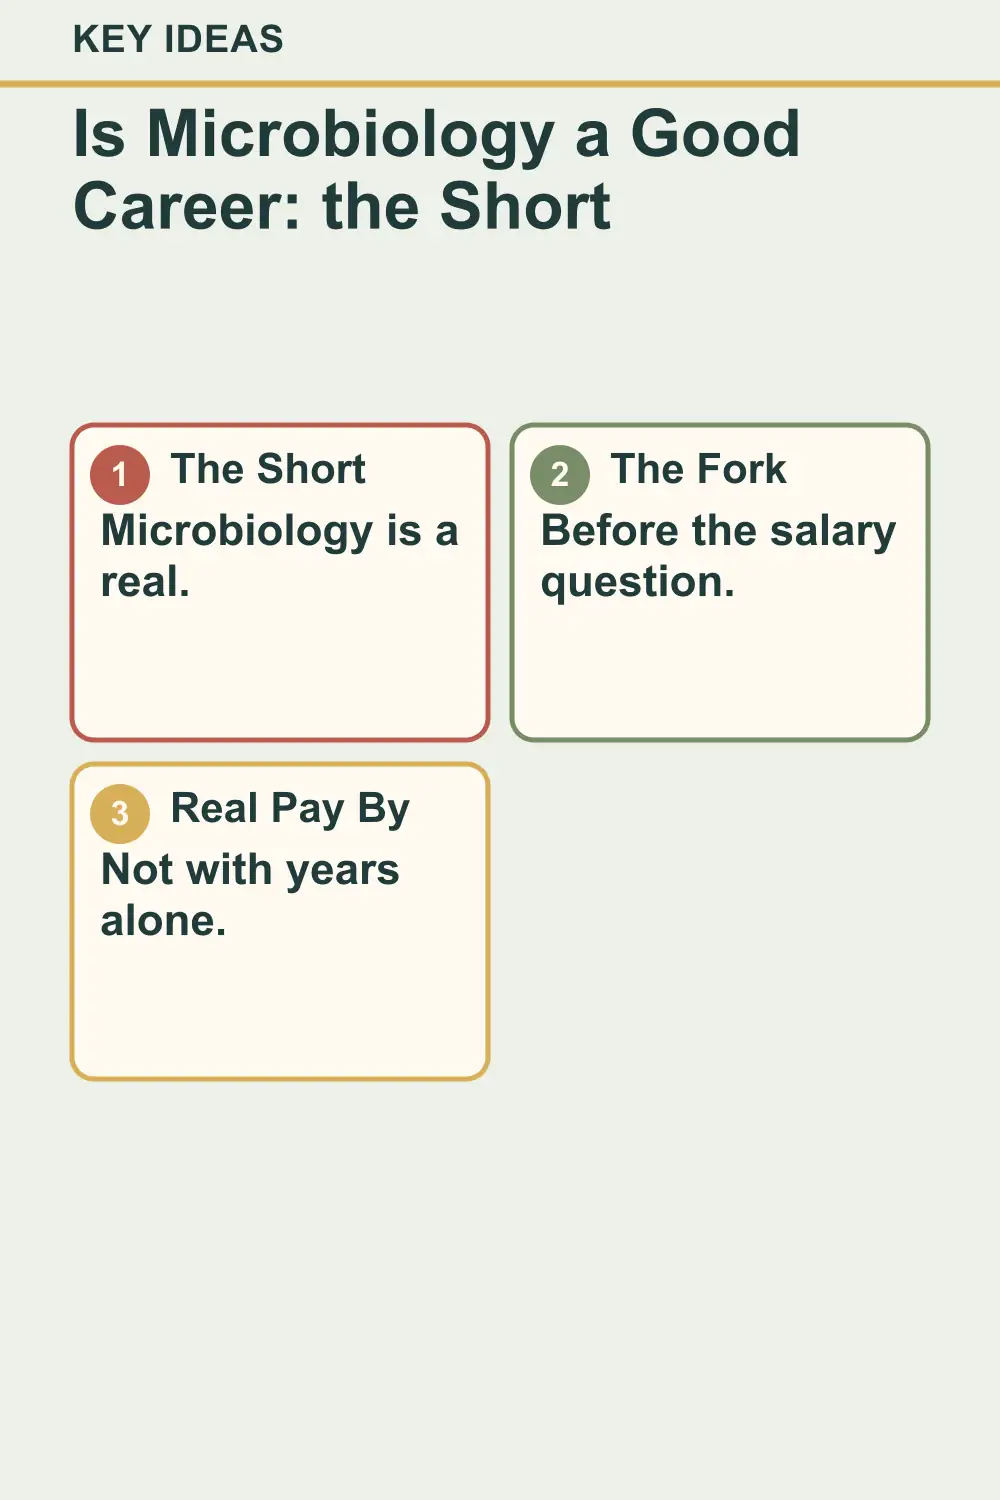 KEY IDEAS
Is Microbiology a Good
Career: the Short
1 The Short
Microbiology is a
real.
2 The Fork
Before the salary
question.
3 Real Pay By
Not with years
alone.